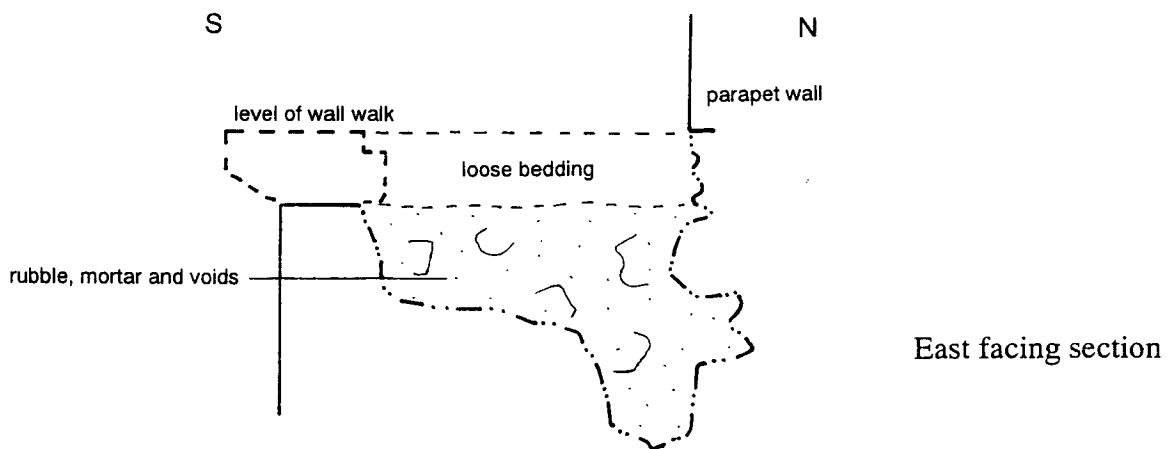 S
N
parapet wall
level of wall walk
loose bedding
rubble, mortar and voids
East facing section